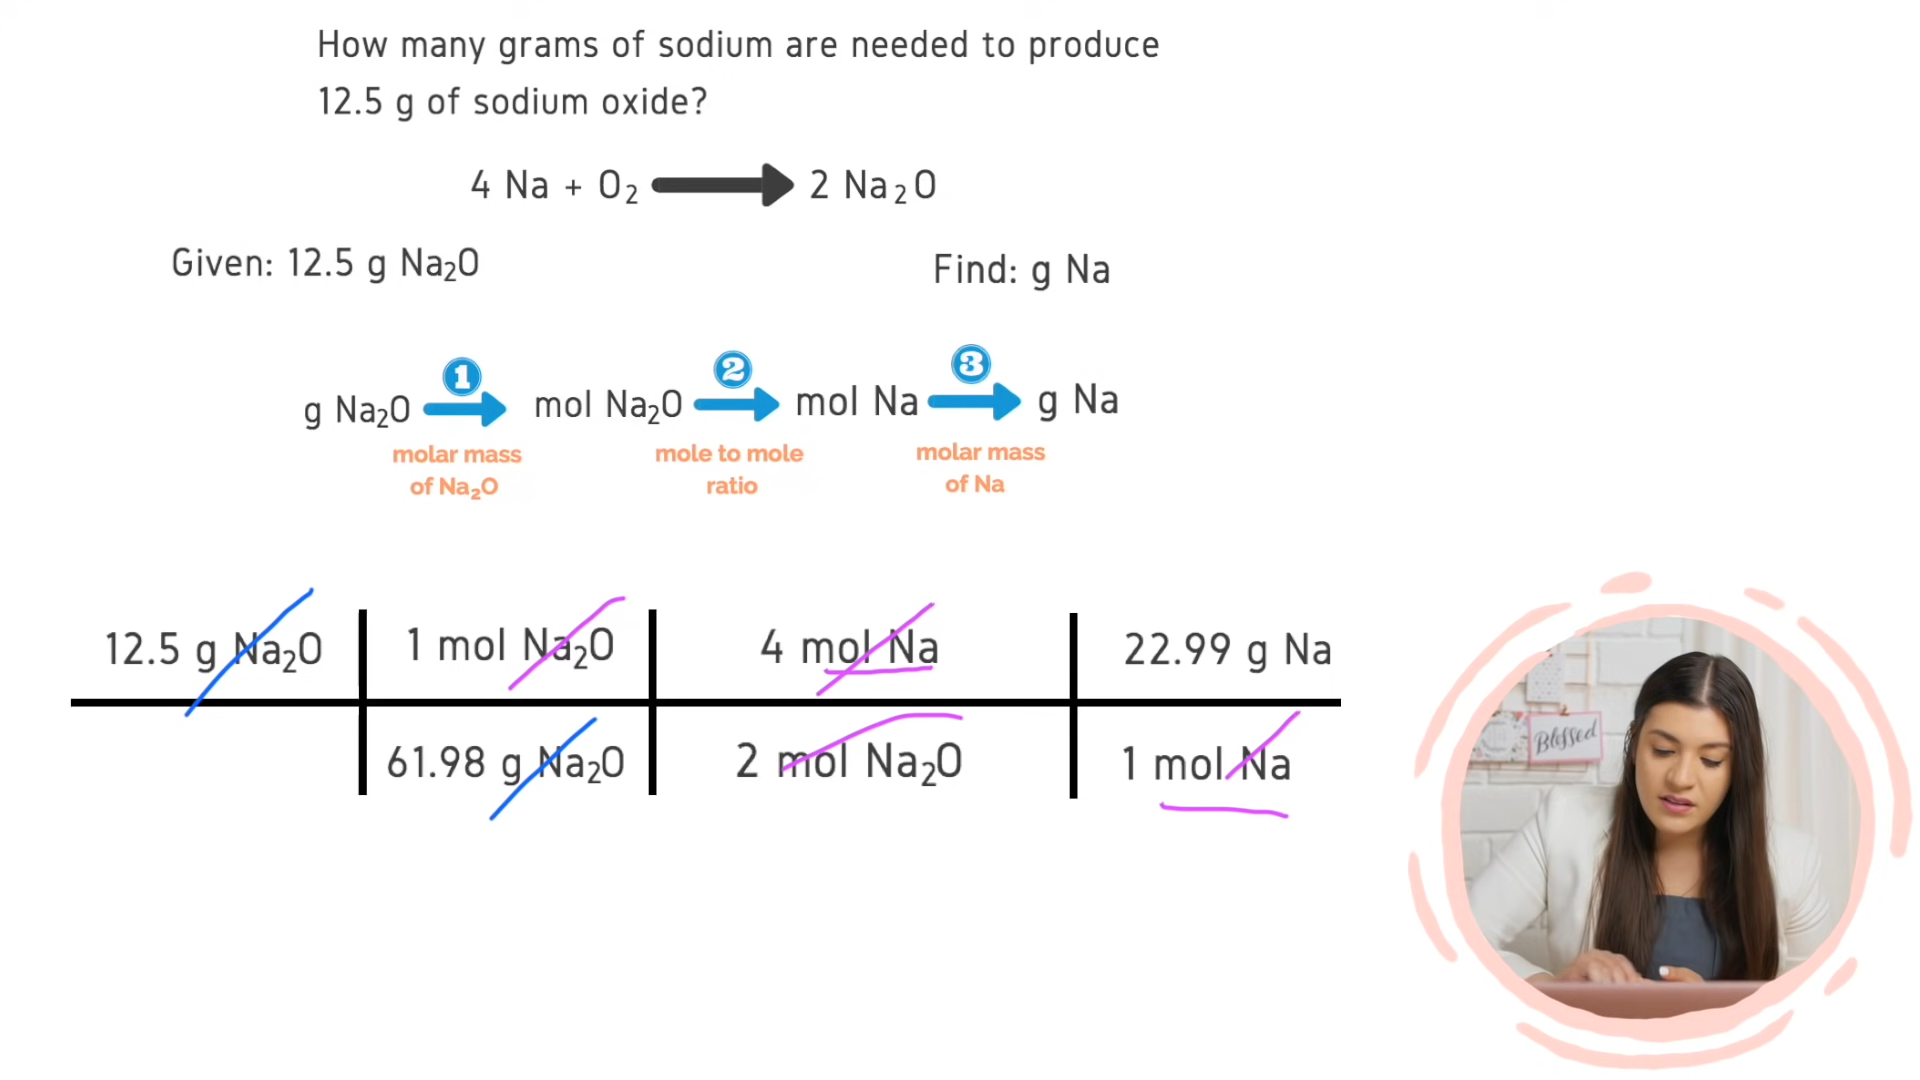 How many grams of sodium are needed to produce
12.5 g of sodium oxide?
4 Na + O₂ → 2 Na₂O
Given: 12.5 g Na₂O
Find: g Na
1 2 3
g Na₂O → mol Na₂O → mol Na → g Na
molar mass of Na₂O
mole to mole ratio
molar mass of Na
12.5 g Na₂O 1 mol Na₂O 4 mol Na 22.99 g Na
61.98 g Na₂O 2 mol Na₂O 1 mol Na
Blessed